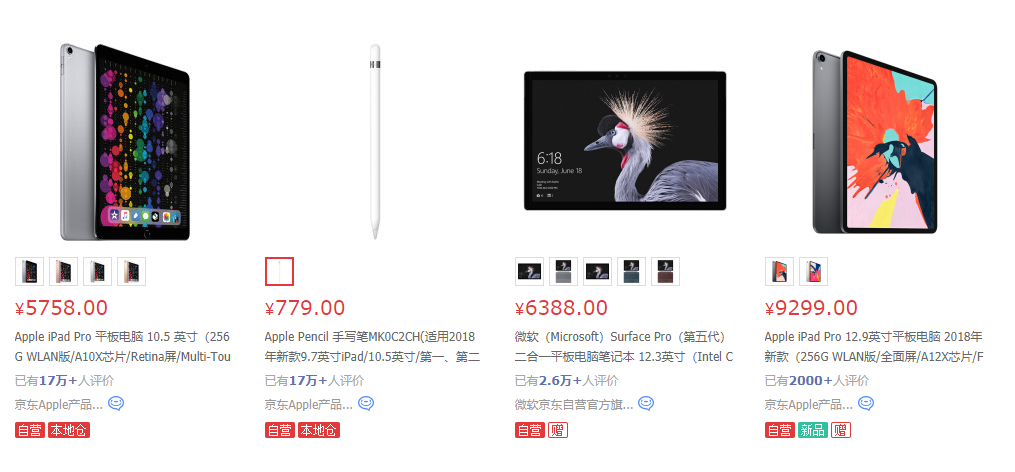 6:18
Sunday, June 18
¥5758.00
Apple iPad Pro 平板电脑 10.5 英寸（256
G WLAN版/A10X芯片/Retina屏/Multi-Tou
已有17万+人评价
京东Apple产品...
自营 本地仓
¥779.00
Apple Pencil 手写笔MK0C2CH(适用2018
年新款9.7英寸iPad/10.5英寸/第一、第二
已有17万+人评价
京东Apple产品...
自营 本地仓
¥6388.00
微软（Microsoft）Surface Pro（第五代）
二合一平板电脑笔记本 12.3英寸（Intel C
已有2.6万+人评价
微软京东自营官方旗...
自营 赠
¥9299.00
Apple iPad Pro 12.9英寸平板电脑 2018年
新款（256G WLAN版/全面屏/A12X芯片/F
已有2000+人评价
京东Apple产品...
自营 新品 赠